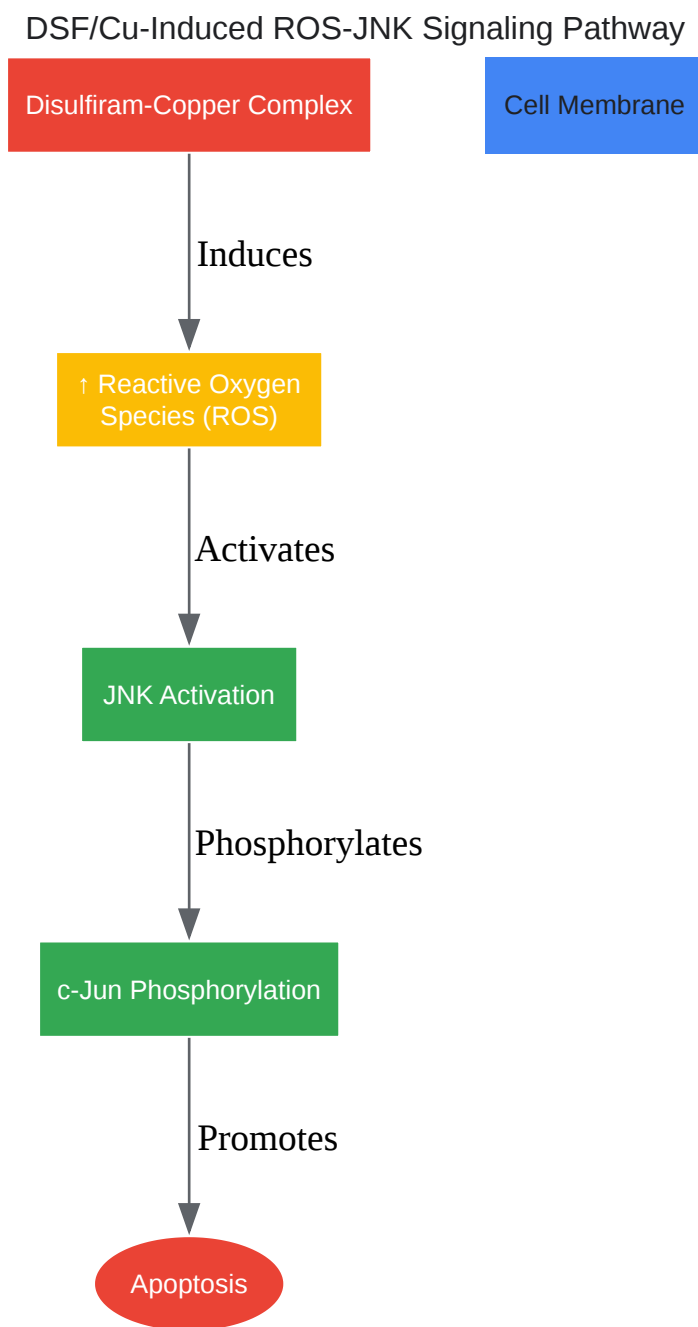 DSF/Cu-Induced ROS-JNK Signaling Pathway
Disulfiram-Copper Complex
Cell Membrane
Induces
↑ Reactive Oxygen
Species (ROS)
Activates
JNK Activation
Phosphorylates
c-Jun Phosphorylation
Promotes
Apoptosis